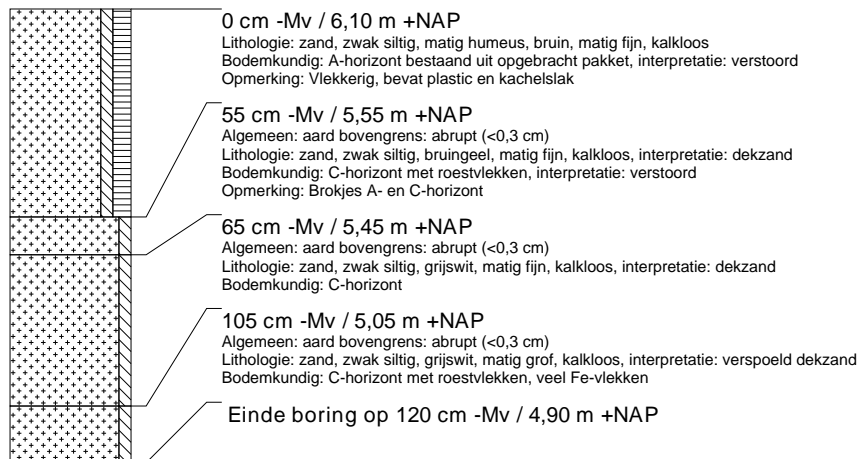 0 cm -Mv / 6,10 m +NAP
Lithologie: zand, zwak siltig, matig humeus, bruin, matig fijn, kalkloos
Bodemkundig: A-horizont bestaand uit opgebracht pakket, interpretatie: verstoord
Opmerking: Vlekkerig, bevat plastic en kachelslak
55 cm -Mv / 5,55 m +NAP
Algemeen: aard bovengrens: abrupt (<0,3 cm)
Lithologie: zand, zwak siltig, bruingeel, matig fijn, kalkloos, interpretatie: dekzand
Bodemkundig: C-horizont met roestvlekken, interpretatie: verstoord
Opmerking: Brokjes A- en C-horizont
65 cm -Mv / 5,45 m +NAP
Algemeen: aard bovengrens: abrupt (<0,3 cm)
Lithologie: zand, zwak siltig, grijswit, matig fijn, kalkloos, interpretatie: dekzand
Bodemkundig: C-horizont
105 cm -Mv / 5,05 m +NAP
Algemeen: aard bovengrens: abrupt (<0,3 cm)
Lithologie: zand, zwak siltig, grijswit, matig grof, kalkloos, interpretatie: verspoeld dekzand
Bodemkundig: C-horizont met roestvlekken, veel Fe-vlekken
Einde boring op 120 cm -Mv / 4,90 m +NAP